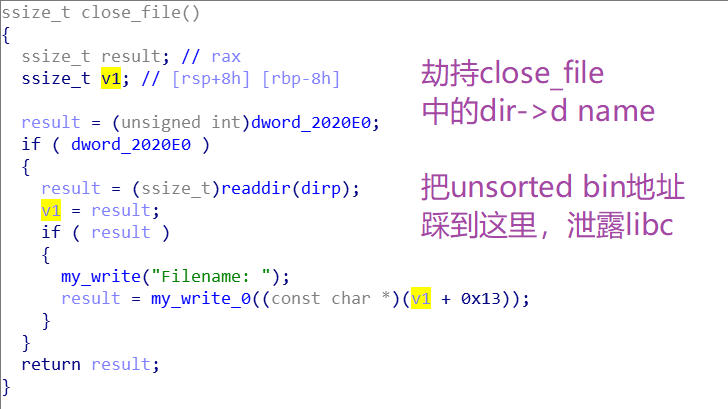 ssize_t close_file()
{
  ssize_t result; // rax
  ssize_t v1; // [rsp+8h] [rbp-8h]
  result = (unsigned int)dword_2020E0;
  if ( dword_2020E0 )
  {
    result = (ssize_t)readdir(dirp);
    v1 = result;
    if ( result )
    {
      my_write("Filename: ");
      result = my_write_0((const char *)(v1 + 0x13));
    }
  }
  return result;
}
劫持close_file
中的dir->d name
把unsorted bin地址
踩到这里，泄露libc